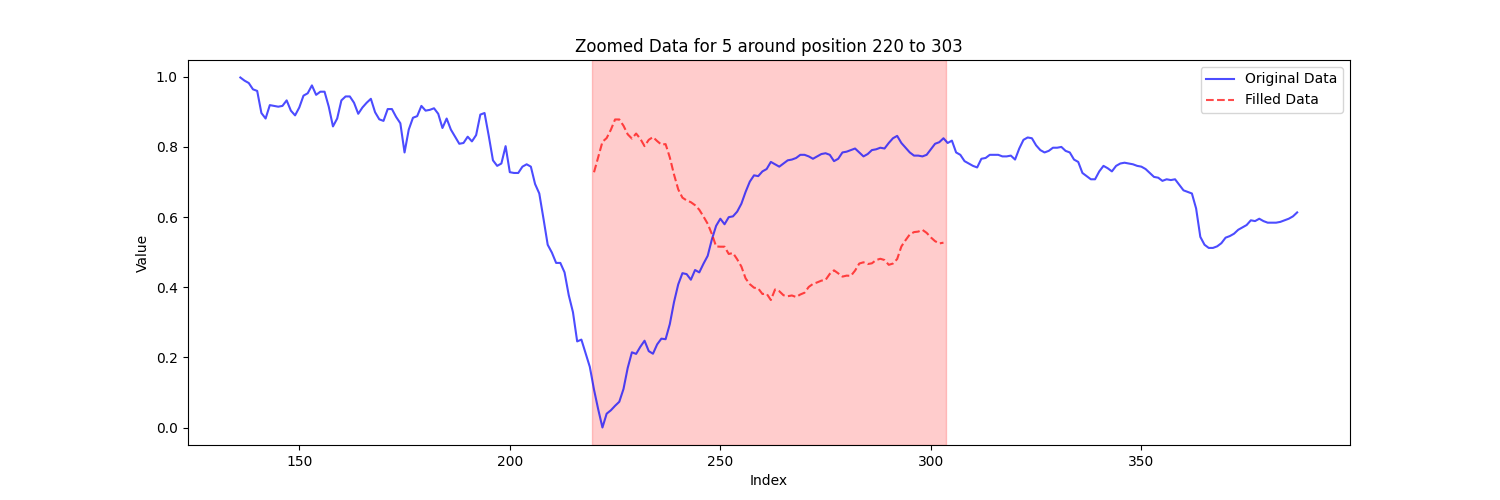 Zoomed Data for 5 around position 220 to 303
Original Data
Filled Data
1.0
0.8
0.6
0.4
0.2
0.0
Value
150
200
250
300
350
Index